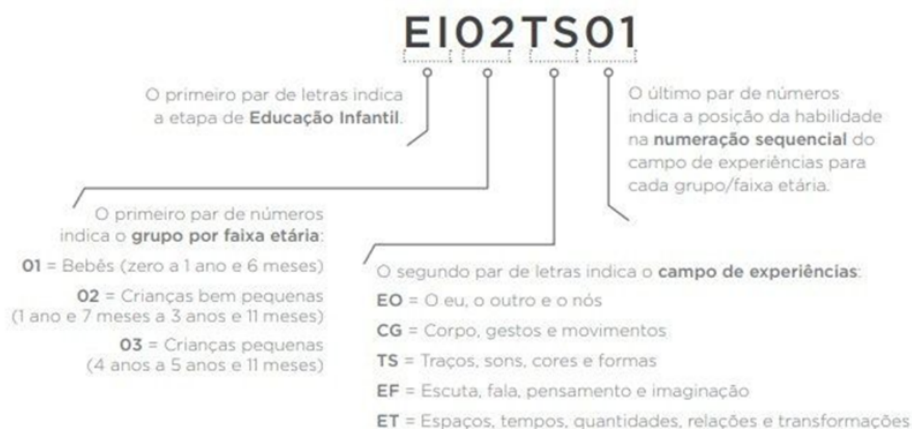 EI02TS01
O primeiro par de letras indica
a etapa de Educação Infantil.
O último par de números
indica a posição da habilidade
na numeração sequencial do
campo de experiências para
cada grupo/faixa etária.
O primeiro par de números
indica o grupo por faixa etária:
01 = Bebês (zero a 1 ano e 6 meses)
02 = Crianças bem pequenas
(1 ano e 7 meses a 3 anos e 11 meses)
03 = Crianças pequenas
(4 anos a 5 anos e 11 meses)
O segundo par de letras indica o campo de experiências:
EO = O eu, o outro e o nós
CG = Corpo, gestos e movimentos
TS = Traços, sons, cores e formas
EF = Escuta, fala, pensamento e imaginação
ET = Espaços, tempos, quantidades, relações e transformações